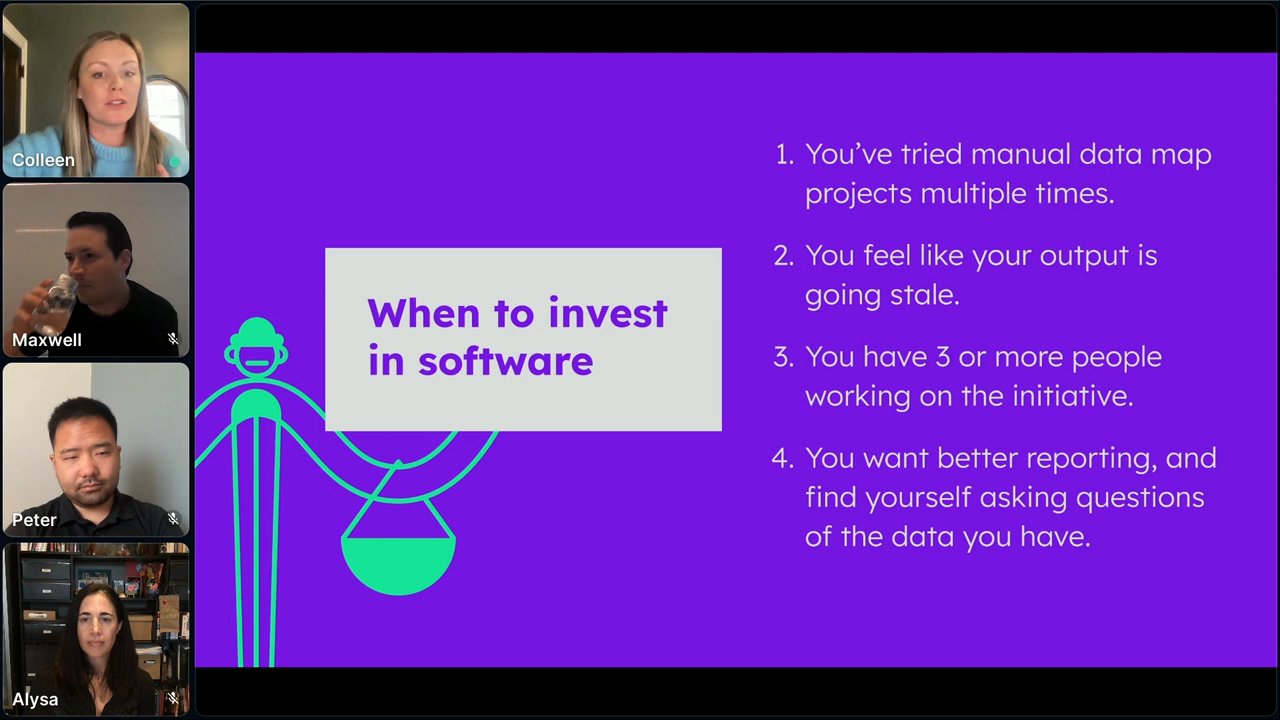 Colleen
Maxwell
Peter
Alysa
When to invest
in software
1. You’ve tried manual data map
projects multiple times.
2. You feel like your output is
going stale.
3. You have 3 or more people
working on the initiative.
4. You want better reporting, and
find yourself asking questions
of the data you have.